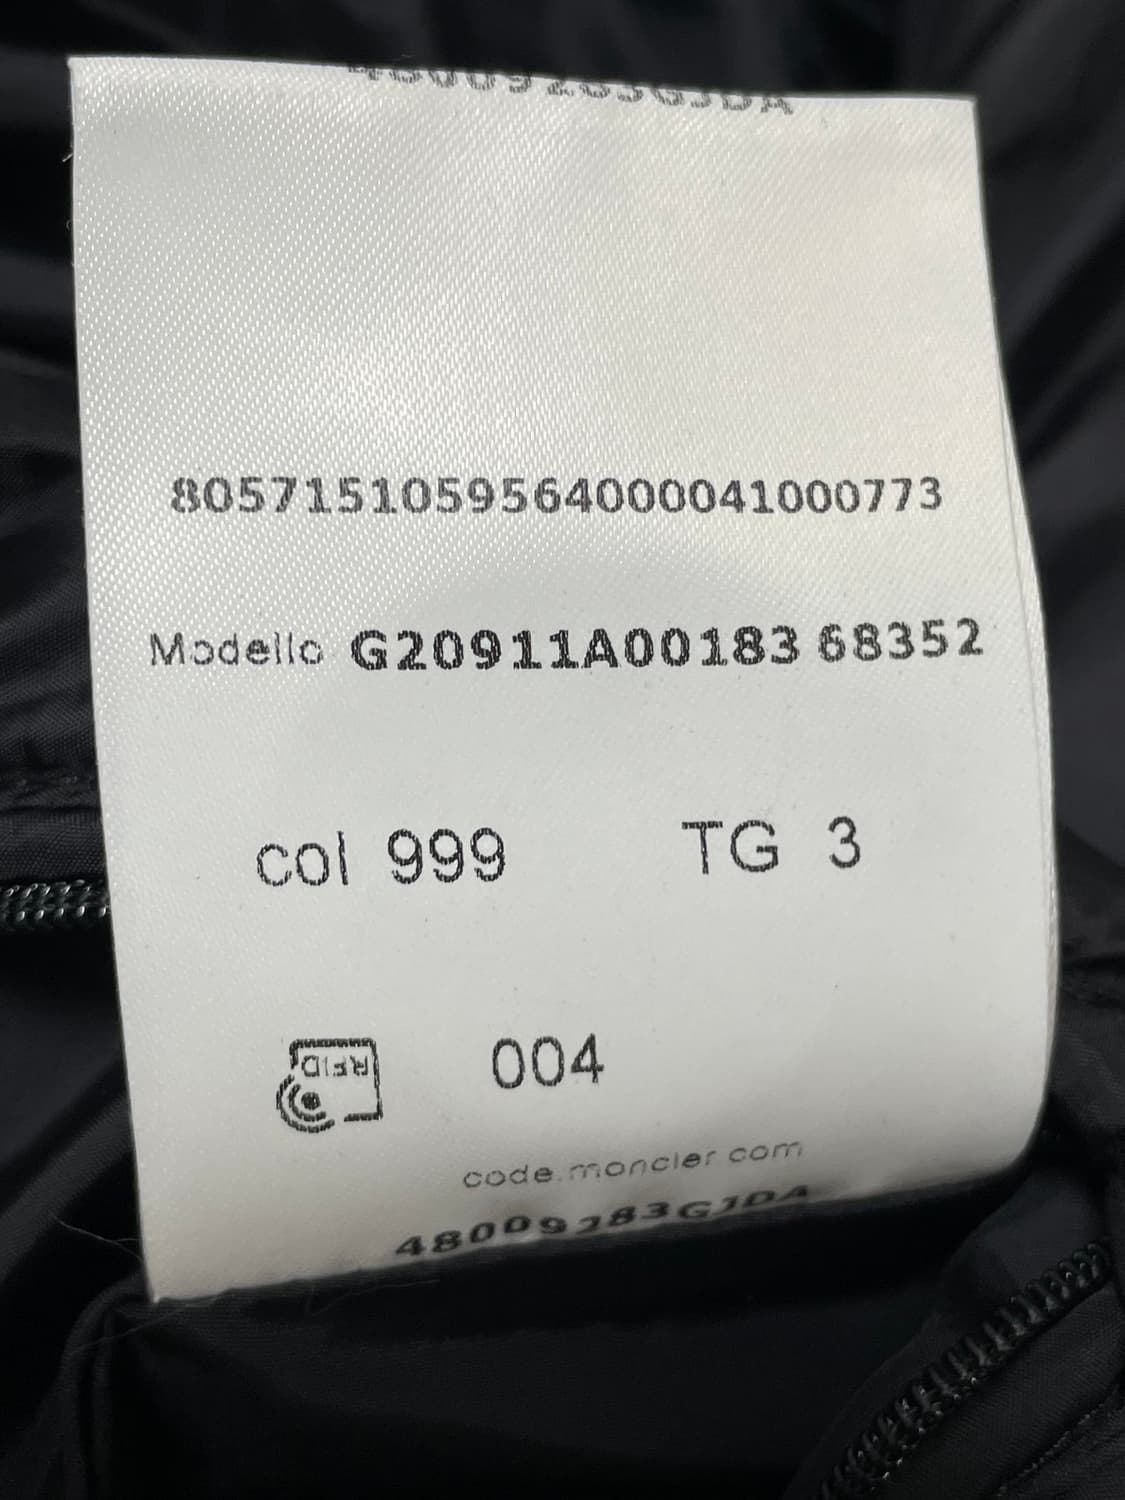 8057151059564000041000773
Modello G20911A00183 68352
col 999 TG 3
RFID 004
code.moncler.com